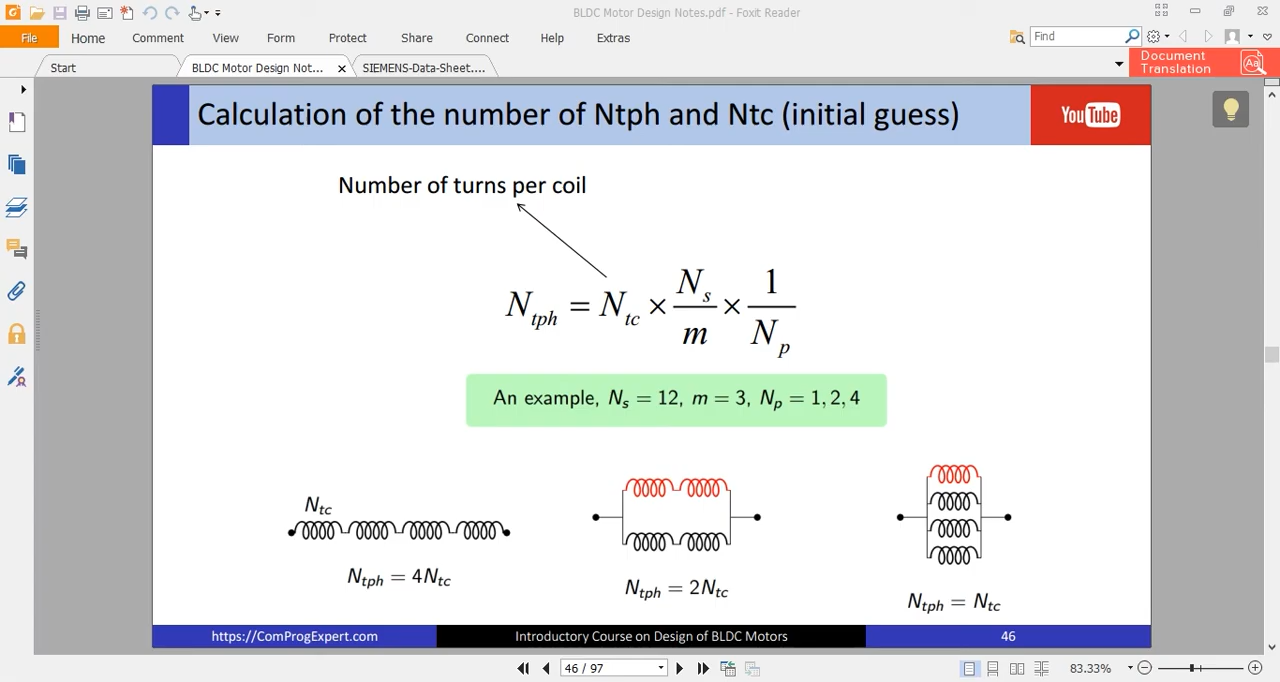 BLDC Motor Design Notes.pdf - Foxit Reader
File Home Comment View Form Protect Share Connect Help Extras Find
Start BLDC Motor Design Not... SIEMENS-Data-Sheet.... Document Translation
Calculation of the number of Ntph and Ntc (initial guess) YouTube
Number of turns per coil
N_tph = N_tc × N_s/m × 1/N_p
An example, N_s = 12, m = 3, N_p = 1, 2, 4
N_tc
N_tph = 4N_tc
N_tph = 2N_tc
N_tph = N_tc
https://ComProgExpert.com Introductory Course on Design of BLDC Motors 46
46 / 97 83.33%